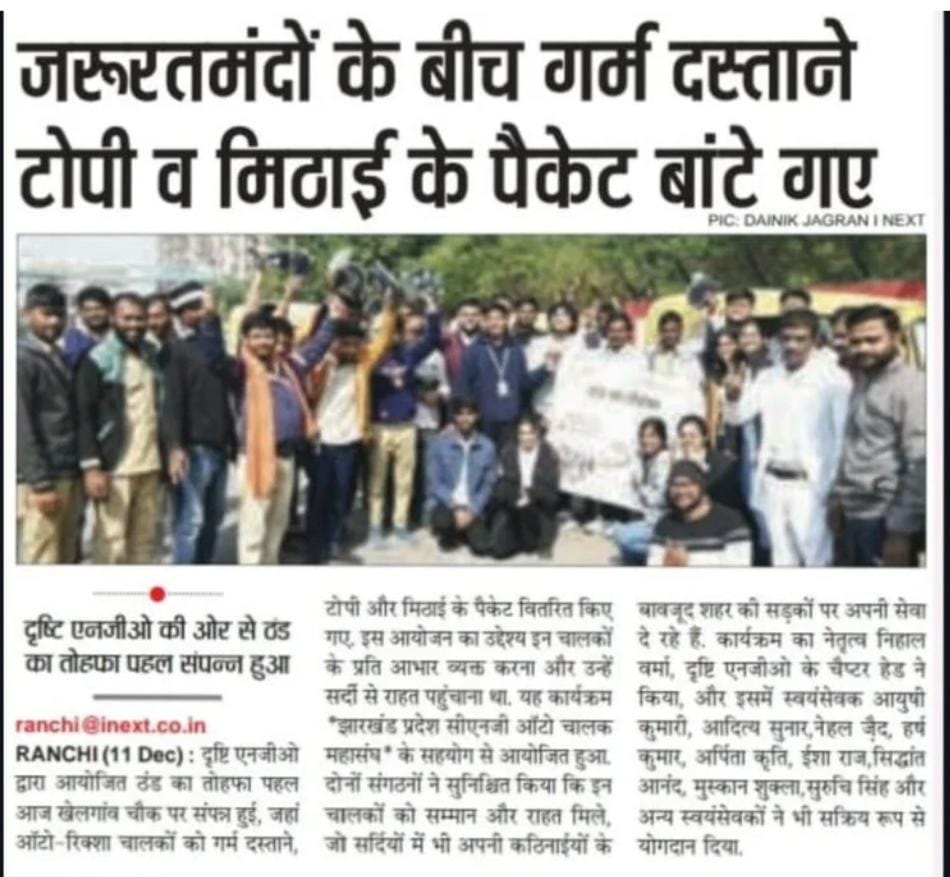 जरूरतमंदों के बीच गर्म दस्ताने
टोपी व मिठाई के पैकेट बांटे गए
PIC: DAINIK JAGRAN I NEXT
दृष्टि एनजीओ की ओर से ठंड
का तोहफा पहल संपन्न हुआ
ranchi@inext.co.in
RANCHI (11 Dec) : दृष्टि एनजीओ
द्वारा आयोजित ठंड का तोहफा पहल
आज खेलगांव चौक पर संपन्न हुई, जहां
ऑटो-रिक्शा चालकों को गर्म दस्ताने,
टोपी और मिठाई के पैकेट वितरित किए
गए. इस आयोजन का उद्देश्य इन चालकों
के प्रति आभार व्यक्त करना और उन्हें
सर्दी से राहत पहुंचाना था. यह कार्यक्रम
*झारखंड प्रदेश सीएनजी ऑटो चालक
महासंघ* के सहयोग से आयोजित हुआ.
दोनों संगठनों ने सुनिश्चित किया कि इन
चालकों को सम्मान और राहत मिले,
जो सर्दियों में भी अपनी कठिनाईयों के
बावजूद शहर की सड़कों पर अपनी सेवा
दे रहे हैं. कार्यक्रम का नेतृत्व निहाल
वर्मा, दृष्टि एनजीओ के चैप्टर हेड ने
किया, और इसमें स्वयंसेवक आयुषी
कुमारी, आदित्य सुनार,नेहल ज़ैद, हर्ष
कुमार, अर्पिता कृति, ईशा राज,सिद्धांत
आनंद, मुस्कान शुक्ला,सुरुचि सिंह और
अन्य स्वयंसेवकों ने भी सक्रिय रूप से
योगदान दिया.